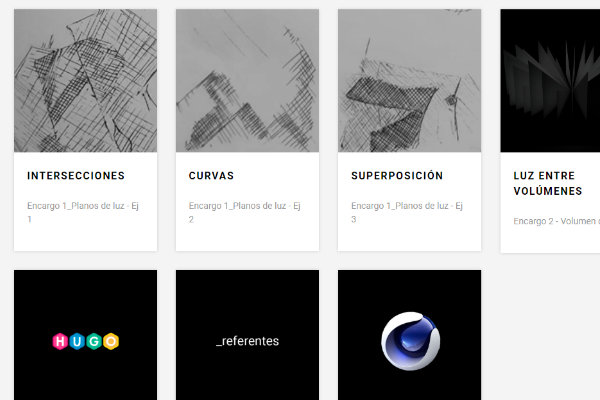 INTERSECCIONES
Encargo 1_Planos de luz - Ej
1
CURVAS
Encargo 1_Planos de luz - Ej
2
SUPERPOSICIÓN
Encargo 1_Planos de luz - Ej
3
LUZ ENTRE
VOLÚMENES
Encargo 2 - Volumen
HUGO
_referentes